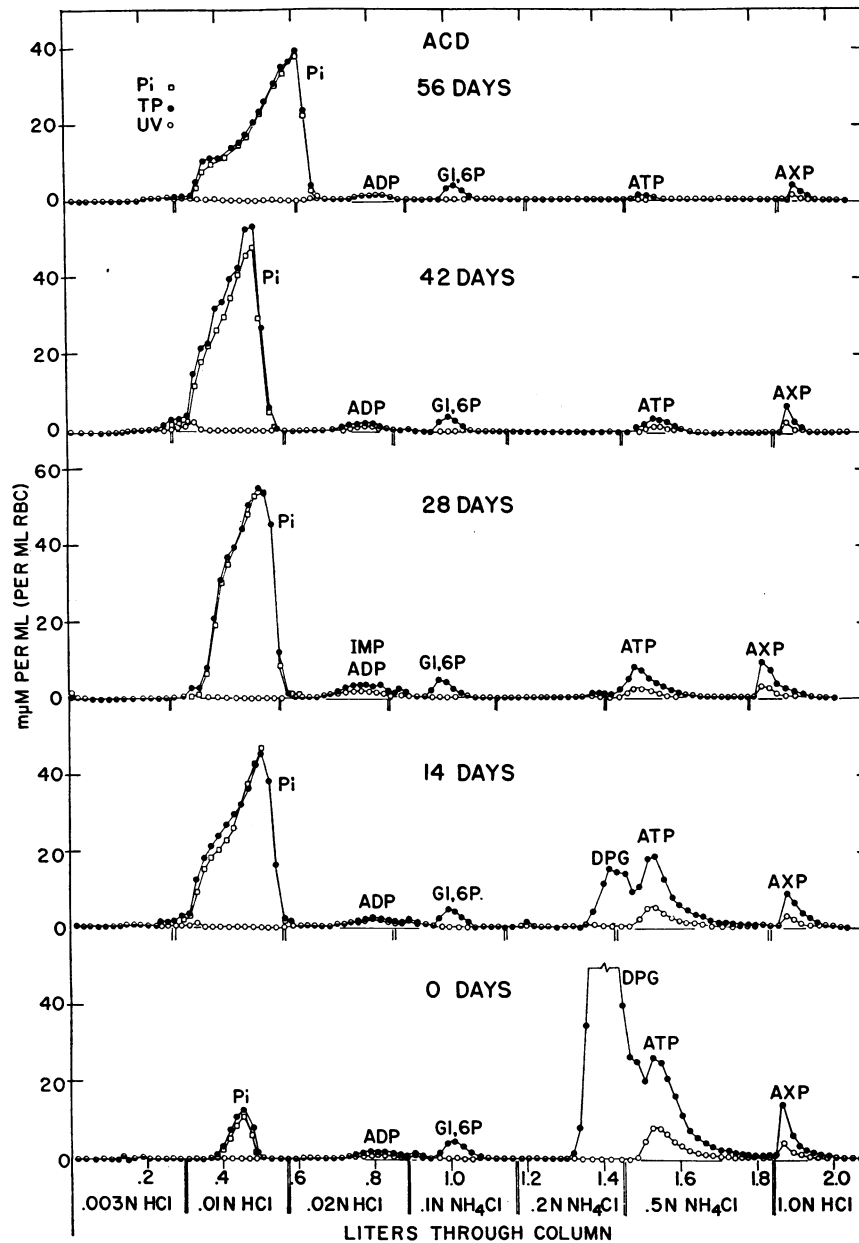 ACD
56 DAYS
Pi □
TP ●
UV ○
Pi
ADP
G1,6P
ATP
AXP
40
20
0
42 DAYS
Pi
ADP
G1,6P
ATP
AXP
40
20
0
28 DAYS
Pi
IMP
ADP
G1,6P
ATP
AXP
60
40
20
0
14 DAYS
Pi
ADP
G1,6P.
DPG
ATP
AXP
40
20
0
0 DAYS
Pi
ADP
G1,6P
DPG
ATP
AXP
40
20
0
mµM PER ML (PER ML RBC)
.2 .4 .6 .8 1.0 1.2 1.4 1.6 1.8 2.0
.003N HCl .01N HCl .02N HCl .1N NH4Cl .2N NH4Cl .5N NH4Cl 1.0N HCl
LITERS THROUGH COLUMN